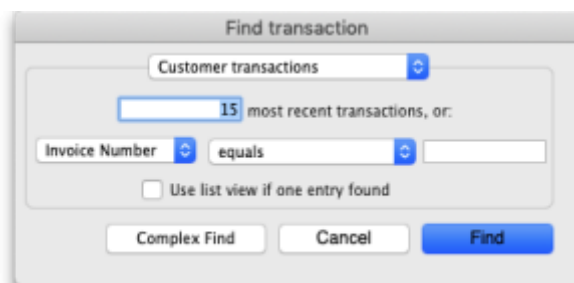 Find transaction
Customer transactions
15 most recent transactions, or:
Invoice Number equals
Use list view if one entry found
Complex Find Cancel Find